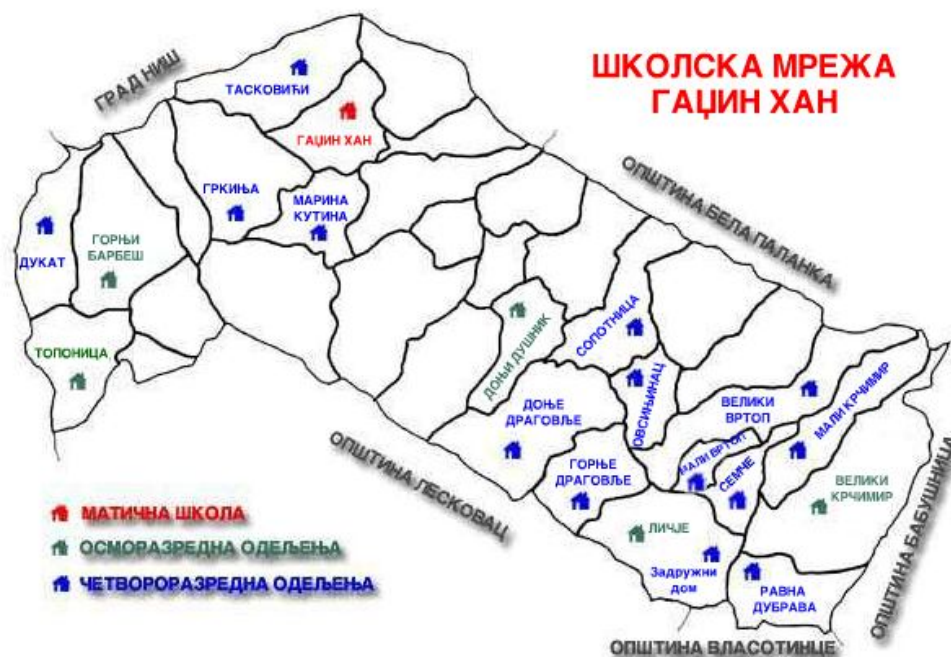 ШКОЛСКА МРЕЖА
ГАЏИН ХАН
ГРАД НИШ
ТАСКОВИЋИ
ГАЏИН ХАН
ОПШТИНА БЕЛА ПАЛАНКА
ГРКИЊА
МАРИНА
КУТИНА
ДУКАТ
ГОРЊИ
БАРБЕШ
ТОПОНИЦА
ДОЊИ ДУШНИК
СОПОТНИЦА
ОВСИЊИНАЦ
ДОЊЕ
ДРАГОВЉЕ
ВЕЛИКИ
ВРТОП
МАЛИ КРЧИМИР
ОПШТИНА ЛЕСКОВАЦ
ГОРЊЕ
ДРАГОВЉЕ
МАЛИ ВРТОП
СЕМЧЕ
ВЕЛИКИ
КРЧИМИР
ОПШТИНА БАБУШНИЦА
ЛИЧЈЕ
Задружни
дом
РАВНА
ДУБРАВА
ОПШТИНА ВЛАСОТИНЦЕ
МАТИЧНА ШКОЛА
ОСМОРАЗРЕДНА ОДЕЉЕЊА
ЧЕТВОРОРАЗРЕДНА ОДЕЉЕЊА